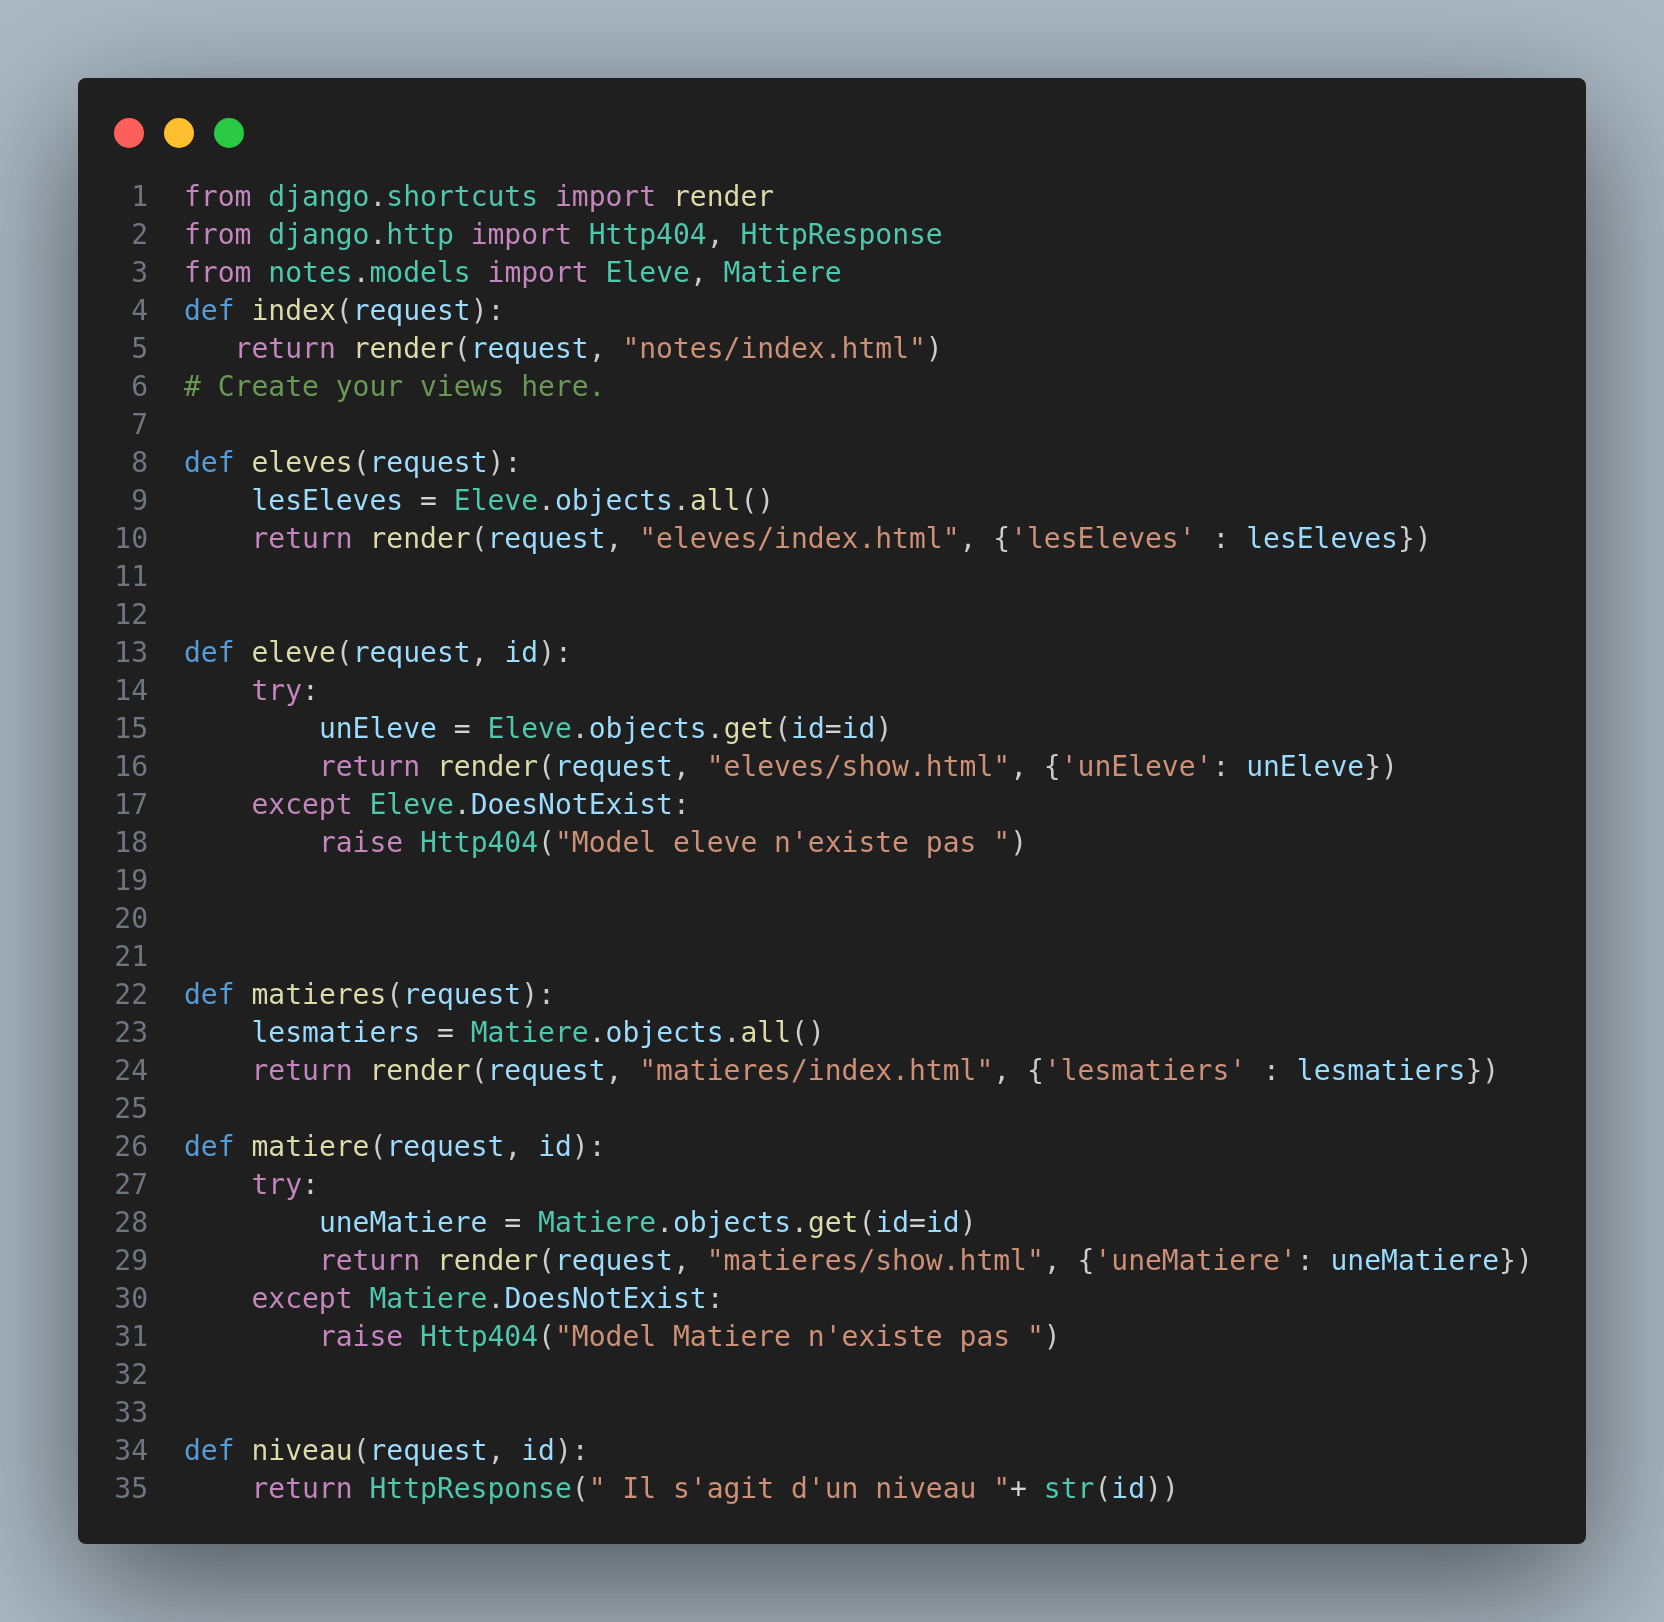 1 from django.shortcuts import render
2 from django.http import Http404, HttpResponse
3 from notes.models import Eleve, Matiere
4 def index(request):
5    return render(request, "notes/index.html")
6 # Create your views here.
7
8 def eleves(request):
9     lesEleves = Eleve.objects.all()
10     return render(request, "eleves/index.html", {'lesEleves' : lesEleves})
11
12
13 def eleve(request, id):
14     try:
15         unEleve = Eleve.objects.get(id=id)
16         return render(request, "eleves/show.html", {'unEleve': unEleve})
17     except Eleve.DoesNotExist:
18         raise Http404("Model eleve n'existe pas ")
19
20
21
22 def matieres(request):
23     lesmatiers = Matiere.objects.all()
24     return render(request, "matieres/index.html", {'lesmatiers' : lesmatiers})
25
26 def matiere(request, id):
27     try:
28         uneMatiere = Matiere.objects.get(id=id)
29         return render(request, "matieres/show.html", {'uneMatiere': uneMatiere})
30     except Matiere.DoesNotExist:
31         raise Http404("Model Matiere n'existe pas ")
32
33
34 def niveau(request, id):
35     return HttpResponse(" Il s'agit d'un niveau "+ str(id))